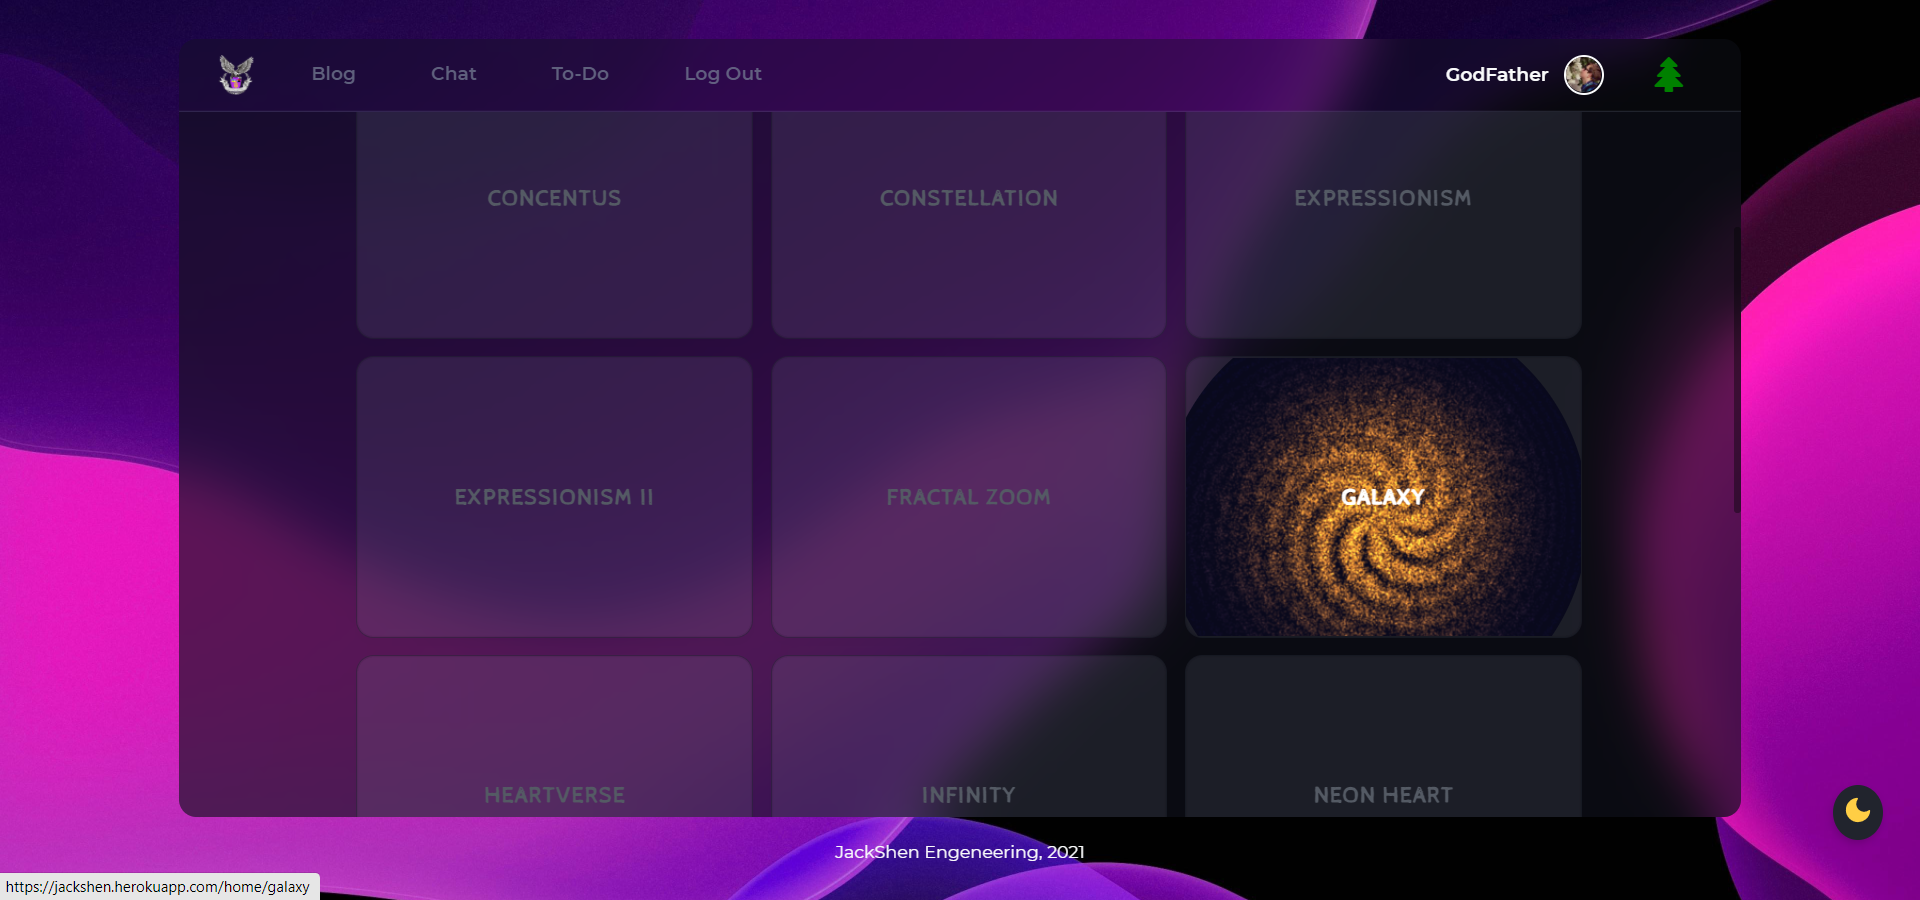 Blog
Chat
To-Do
Log Out
GodFather
CONCENTUS
CONSTELLATION
EXPRESSIONISM
EXPRESSIONISM II
FRACTAL ZOOM
GALAXY
HEARTVERSE
INFINITY
NEON HEART
JackShen Engeneering, 2021
https://jackshen.herokuapp.com/home/galaxy